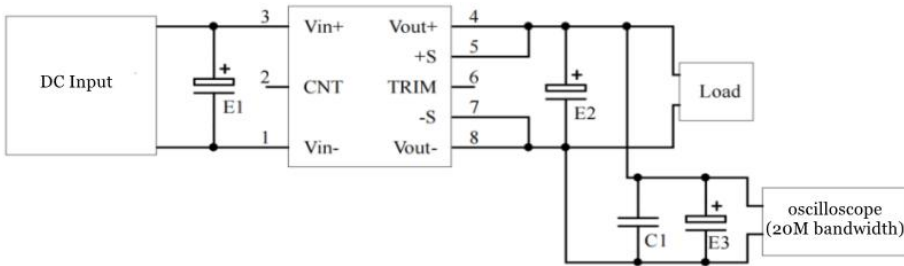 DC Input
E1
3
2
1
Vin+
CNT
Vin-
Vout+
+S
TRIM
-S
Vout-
4
5
6
7
8
+
+
E2
Load
C1
+
E3
oscilloscope
(20M bandwidth)